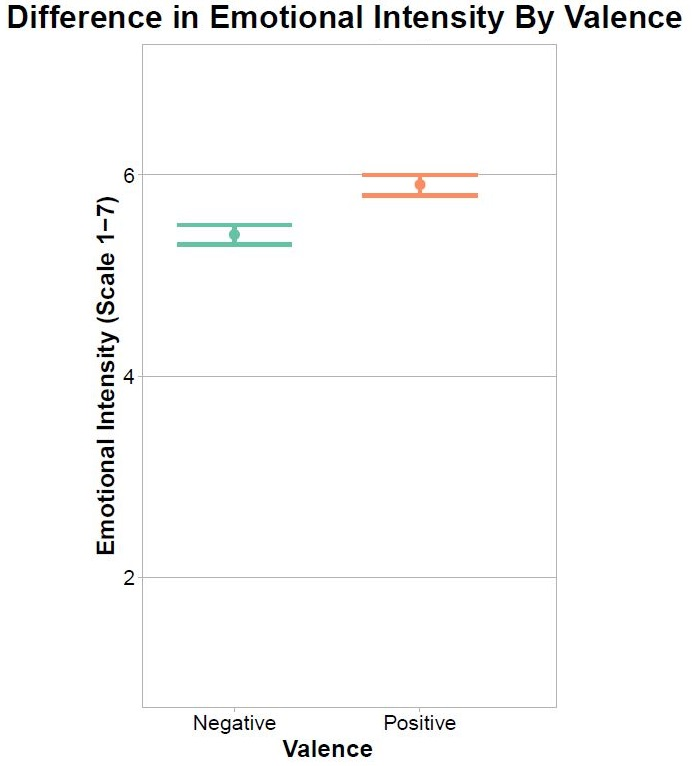 Difference in Emotional Intensity By Valence
Emotional Intensity (Scale 1−7)
6
4
2
Negative
Positive
Valence